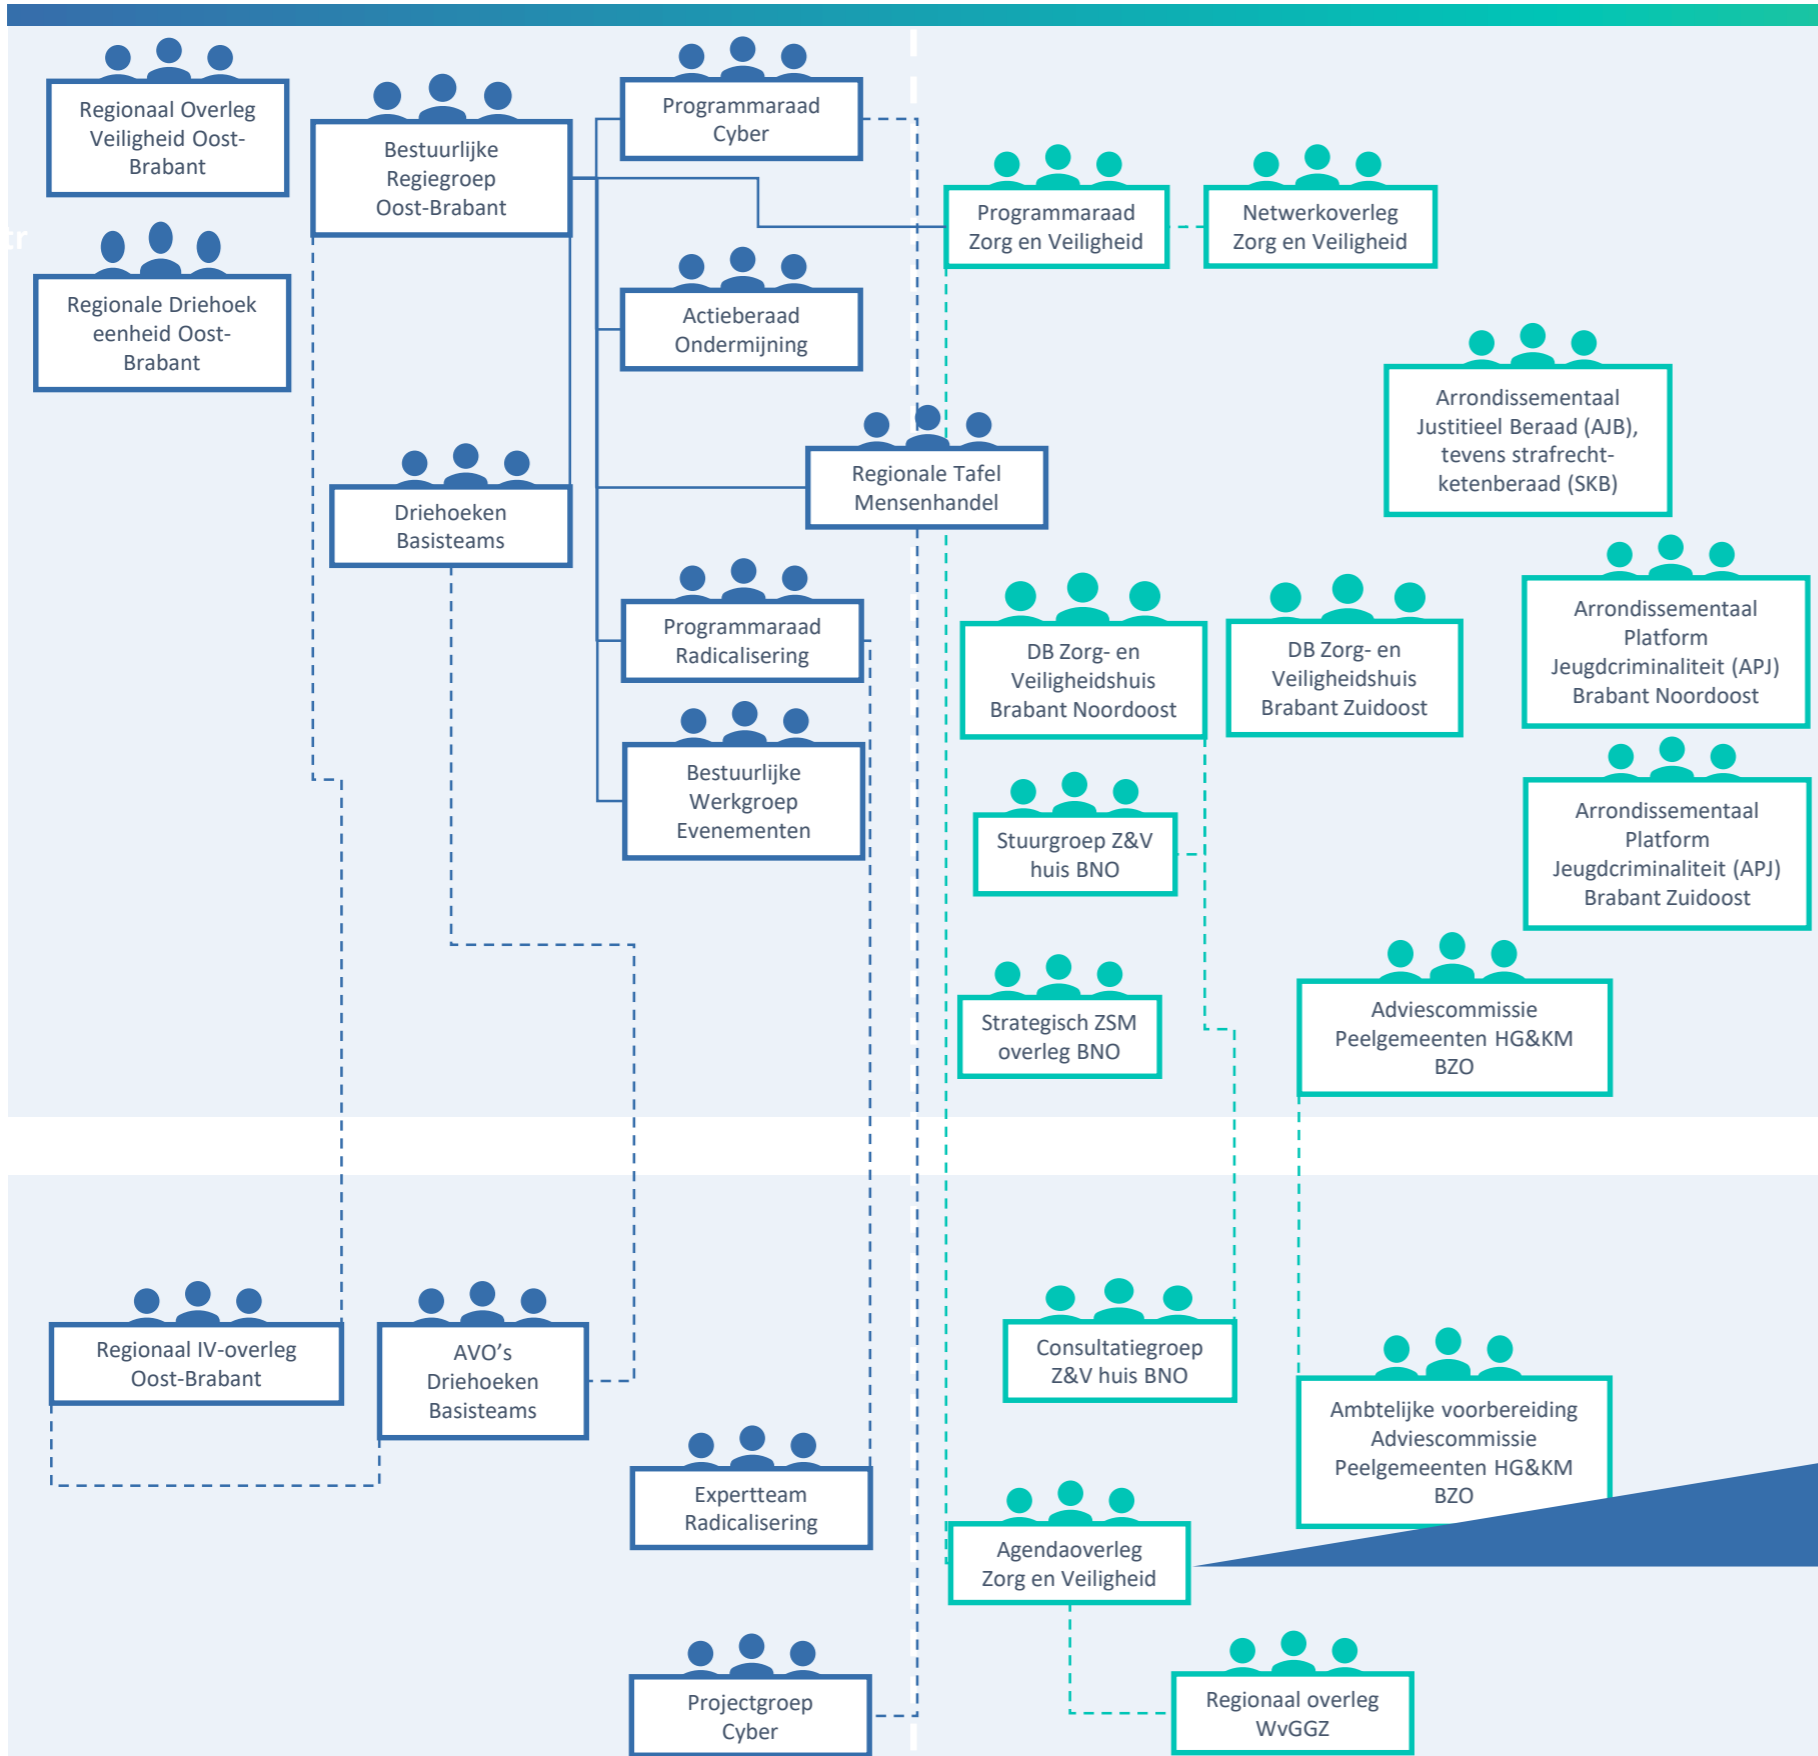 Regionaal Overleg
Veiligheid Oost-
Brabant
Bestuurlijke
Regiegroep
Oost-Brabant
Programmaraad
Cyber
Programmaraad
Zorg en Veiligheid
Netwerkoverleg
Zorg en Veiligheid
tr
Regionale Driehoek
eenheid Oost-
Brabant
Actieberaad
Ondermijning
Arrondissementaal
Justitieel Beraad (AJB),
tevens strafrecht-
ketenberaad (SKB)
Driehoeken
Basisteams
Regionale Tafel
Mensenhandel
Programmaraad
Radicalisering
DB Zorg- en
Veiligheidshuis
Brabant Noordoost
DB Zorg- en
Veiligheidshuis
Brabant Zuidoost
Arrondissementaal
Platform
Jeugdcriminaliteit (APJ)
Brabant Noordoost
Bestuurlijke
Werkgroep
Evenementen
Stuurgroep Z&V
huis BNO
Arrondissementaal
Platform
Jeugdcriminaliteit (APJ)
Brabant Zuidoost
Strategisch ZSM
overleg BNO
Adviescommissie
Peelgemeenten HG&KM
BZO
Regionaal IV-overleg
Oost-Brabant
AVO’s
Driehoeken
Basisteams
Consultatiegroep
Z&V huis BNO
Ambtelijke voorbereiding
Adviescommissie
Peelgemeenten HG&KM
BZO
Expertteam
Radicalisering
Agendaoverleg
Zorg en Veiligheid
Projectgroep
Cyber
Regionaal overleg
WvGGZ